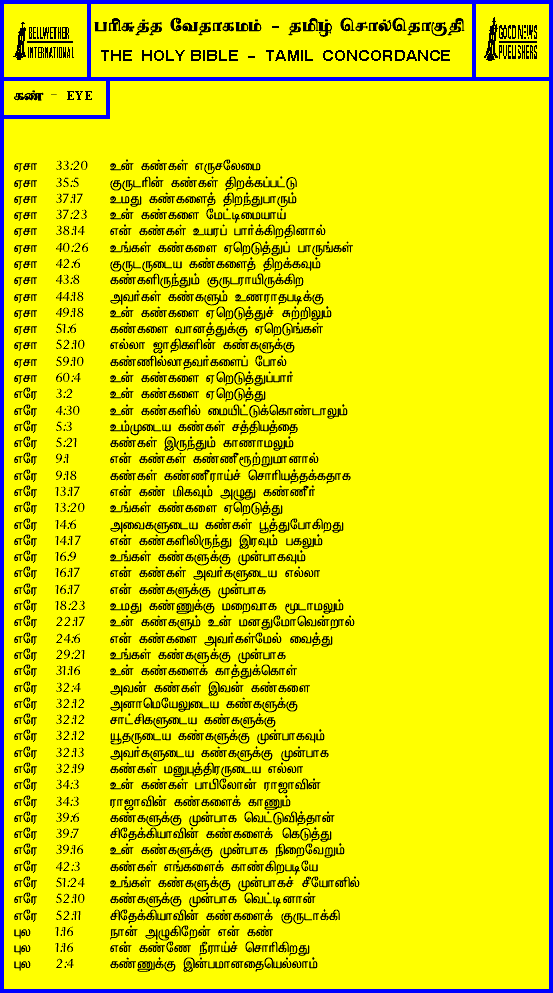 BELLWETHER
INTERNATIONAL
பரிசுத்த வேதாகமம் - தமிழ் சொல்தொகுதி
THE HOLY BIBLE - TAMIL CONCORDANCE
GOOD NEWS
PUBLISHERS
கண் - EYE
ஏசா 33:20 உன் கண்கள் எருசலேமை
ஏசா 35:5 குருடரின் கண்கள் திறக்கப்பட்டு
ஏசா 37:17 உமது கண்களைத் திறந்துபாரும்
ஏசா 37:23 உன் கண்களை மேட்டிமையாய்
ஏசா 38:14 என் கண்கள் உயரப் பார்க்கிறதினால்
ஏசா 40:26 உங்கள் கண்களை ஏறெடுத்துப் பாருங்கள்
ஏசா 42:6 குருடருடைய கண்களைத் திறக்கவும்
ஏசா 43:8 கண்களிருந்தும் குருடராயிருக்கிற
ஏசா 44:18 அவர்கள் கண்களும் உணராதபடிக்கு
ஏசா 49:18 உன் கண்களை ஏறெடுத்துச் சுற்றிலும்
ஏசா 51:6 கண்களை வானத்துக்கு ஏறெடுங்கள்
ஏசா 52:10 எல்லா ஜாதிகளின் கண்களுக்கு
ஏசா 59:10 கண்ணில்லாதவர்களைப் போல்
ஏசா 60:4 உன் கண்களை ஏறெடுத்துப்பார்
எரே 3:2 உன் கண்களை ஏறெடுத்து
எரே 4:30 உன் கண்களில் மையிட்டுக்கொண்டாலும்
எரே 5:3 உம்முடைய கண்கள் சத்தியத்தை
எரே 5:21 கண்கள் இருந்தும் காணாமலும்
எரே 9:1 என் கண்கள் கண்ணீரூற்றுமானால்
எரே 9:18 கண்கள் கண்ணீராய்ச் சொரியத்தக்கதாக
எரே 13:17 என் கண் மிகவும் அழுது கண்ணீர்
எரே 13:20 உங்கள் கண்களை ஏறெடுத்து
எரே 14:6 அவைகளுடைய கண்கள் பூத்துபோகிறது
எரே 14:17 என் கண்களிலிருந்து இரவும் பகலும்
எரே 16:9 உங்கள் கண்களுக்கு முன்பாகவும்
எரே 16:17 என் கண்கள் அவர்களுடைய எல்லா
எரே 16:17 என் கண்களுக்கு முன்பாக
எரே 18:23 உமது கண்ணுக்கு மறைவாக மூடாமலும்
எரே 22:17 உன் கண்களும் உன் மனதுமோவென்றால்
எரே 24:6 என் கண்களை அவர்கள்மேல் வைத்து
எரே 29:21 உங்கள் கண்களுக்கு முன்பாக
எரே 31:16 உன் கண்களைக் காத்துக்கொள்
எரே 32:4 அவன் கண்கள் இவன் கண்களை
எரே 32:12 அனாமெயேலுடைய கண்களுக்கு
எரே 32:12 சாட்சிகளுடைய கண்களுக்கு
எரே 32:12 யூதருடைய கண்களுக்கு முன்பாகவும்
எரே 32:13 அவர்களுடைய கண்களுக்கு முன்பாக
எரே 32:19 கண்கள் மனுபுத்திரருடைய எல்லா
எரே 34:3 உன் கண்கள் பாபிலோன் ராஜாவின்
எரே 34:3 ராஜாவின் கண்களைக் காணும்
எரே 39:6 கண்களுக்கு முன்பாக வெட்டுவித்தான்
எரே 39:7 சிதேக்கியாவின் கண்களைக் கெடுத்து
எரே 39:16 உன் கண்களுக்கு முன்பாக நிறைவேறும்
எரே 42:3 கண்கள் எங்களைக் காண்கிறபடியே
எரே 51:24 உங்கள் கண்களுக்கு முன்பாகச் சீயோனில்
எரே 52:10 கண்களுக்கு முன்பாக வெட்டினான்
எரே 52:11 சிதேக்கியாவின் கண்களைக் குருடாக்கி
புல 1:16 நான் அழுகிறேன் என் கண்
புல 1:16 என் கண்ணே நீராய்ச் சொரிகிறது
புல 2:4 கண்ணுக்கு இன்பமானதையெல்லாம்